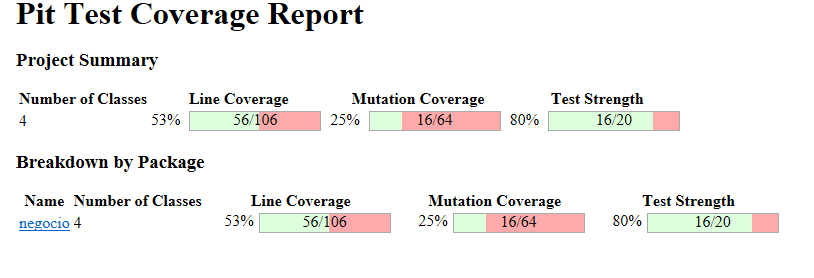 Pit Test Coverage Report
Project Summary
Number of Classes Line Coverage Mutation Coverage Test Strength
4 53% 56/106 25% 16/64 80% 16/20
Breakdown by Package
Name Number of Classes Line Coverage Mutation Coverage Test Strength
negocio 4 53% 56/106 25% 16/64 80% 16/20